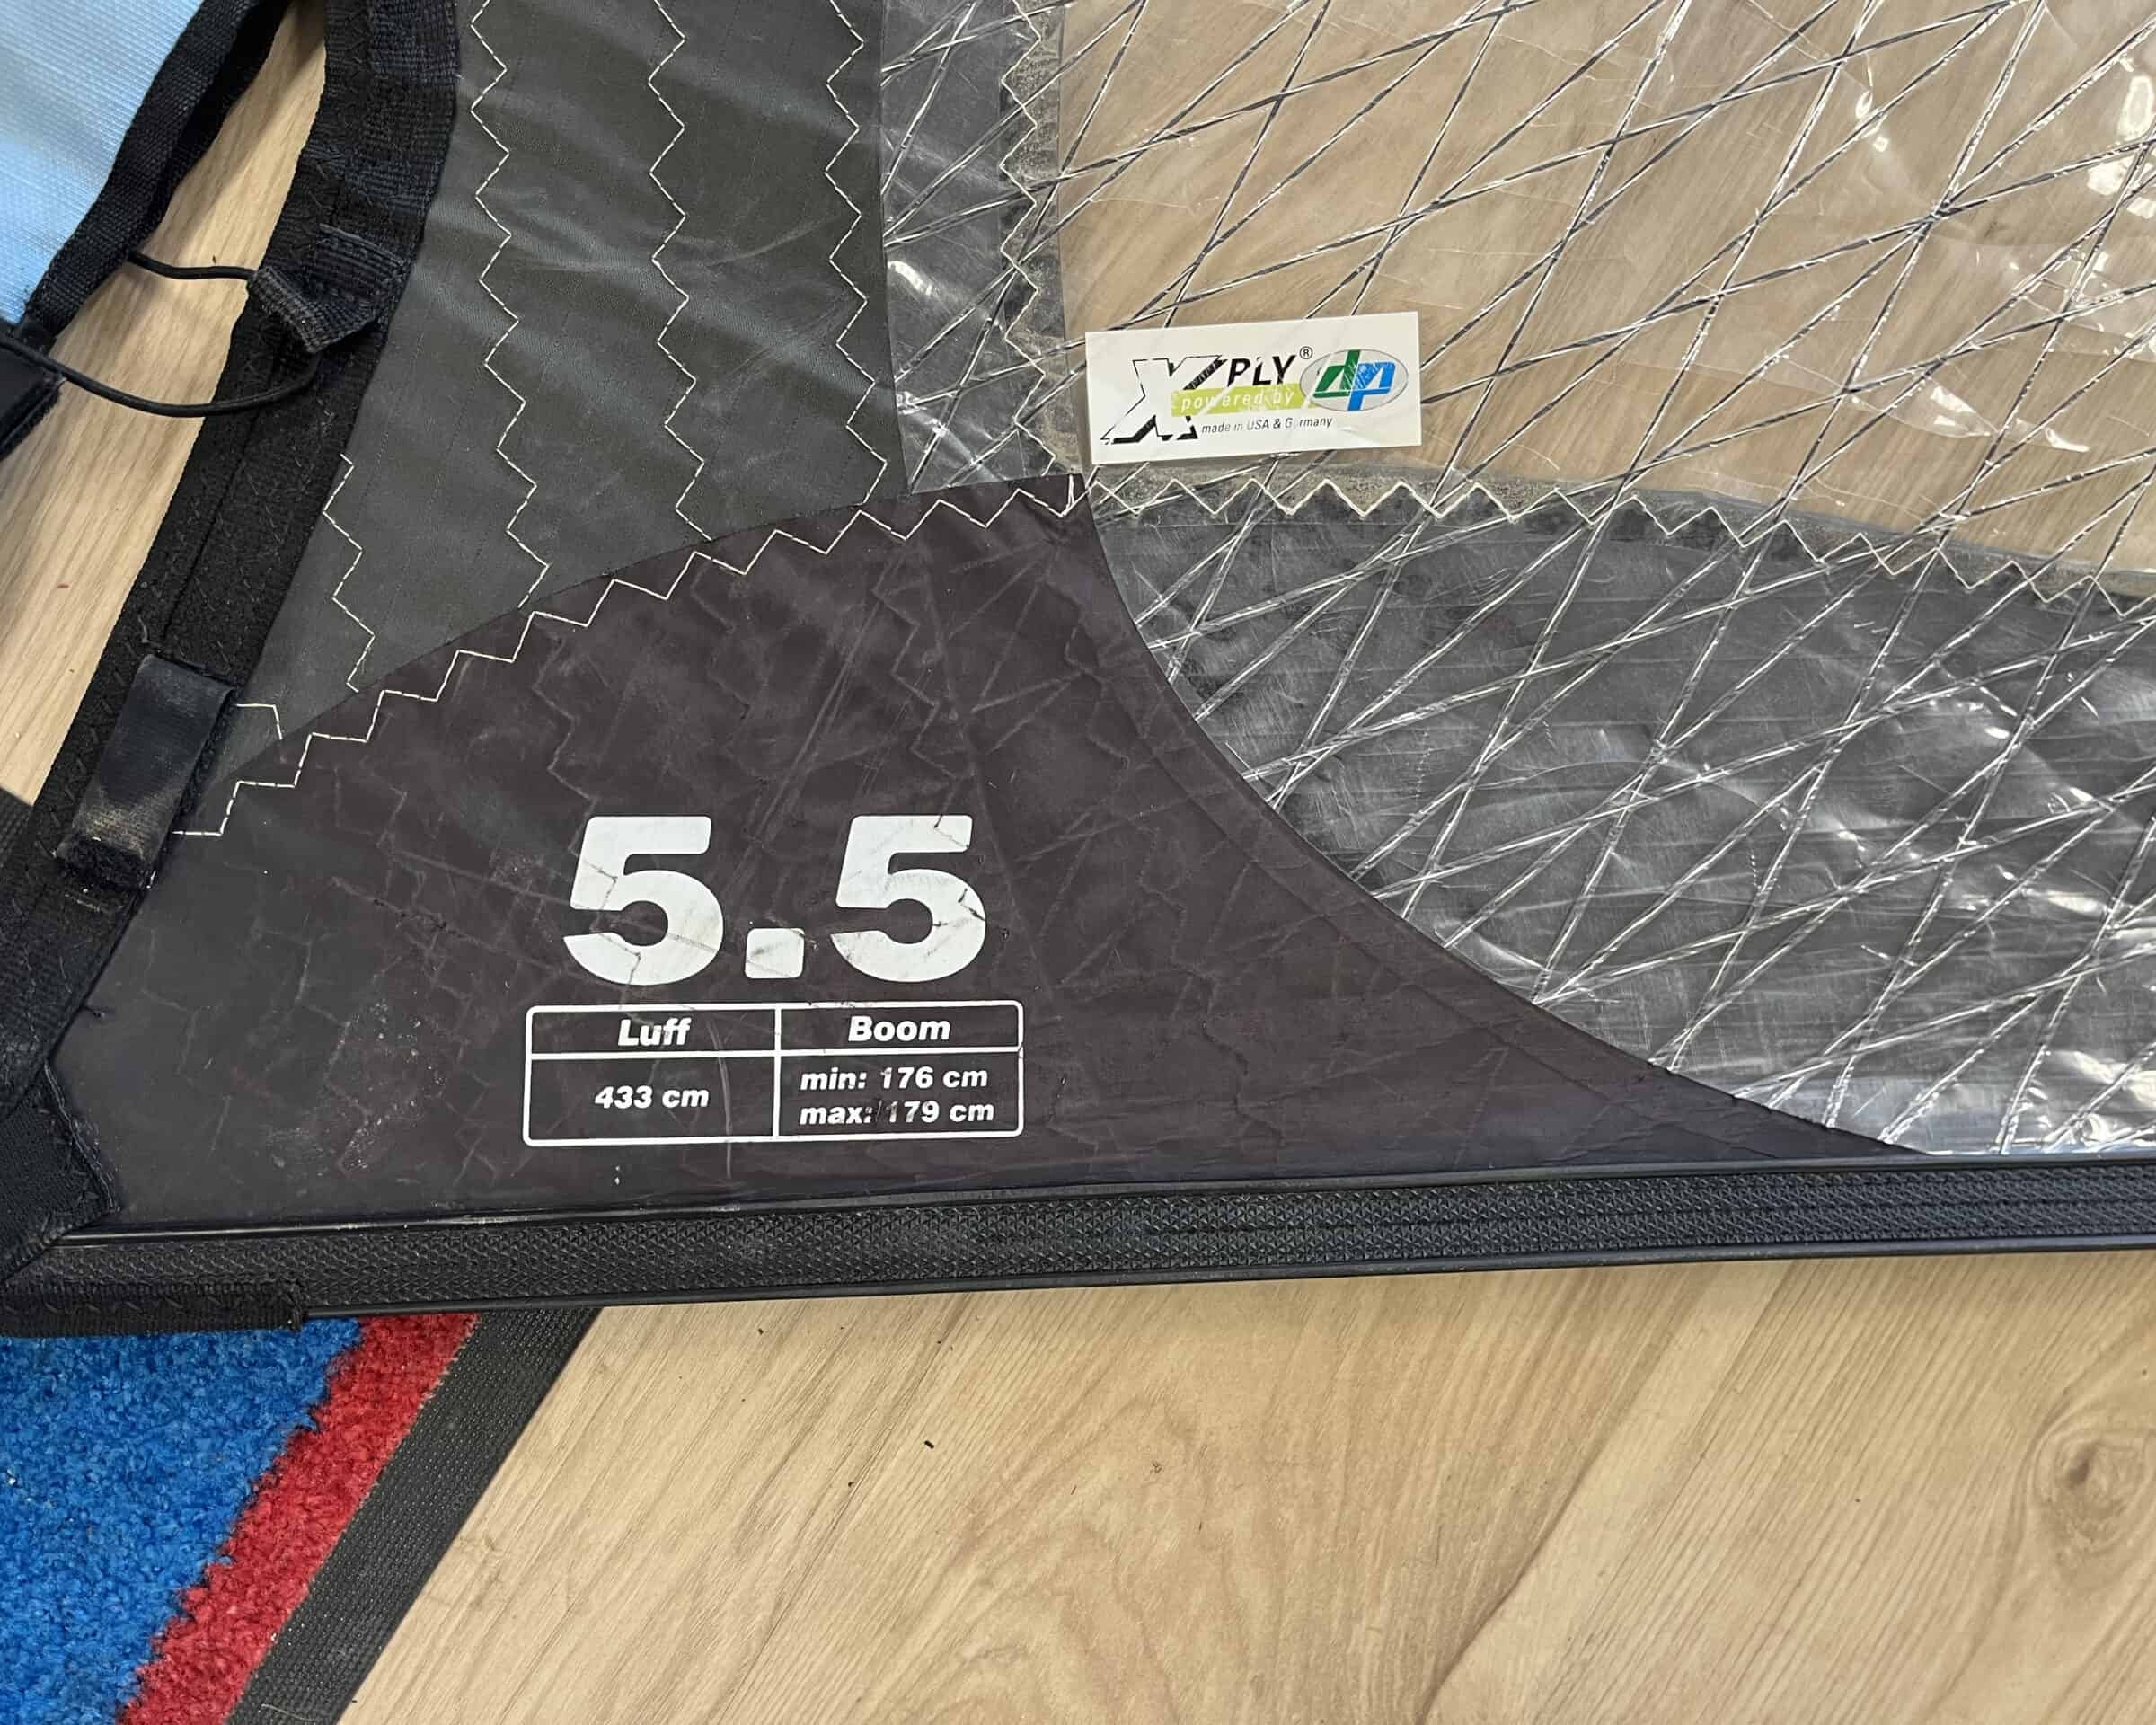 XPLY®
powered by dp
made in USA & Germany
5.5
Luff Boom
433 cm
min: 176 cm
max: 179 cm